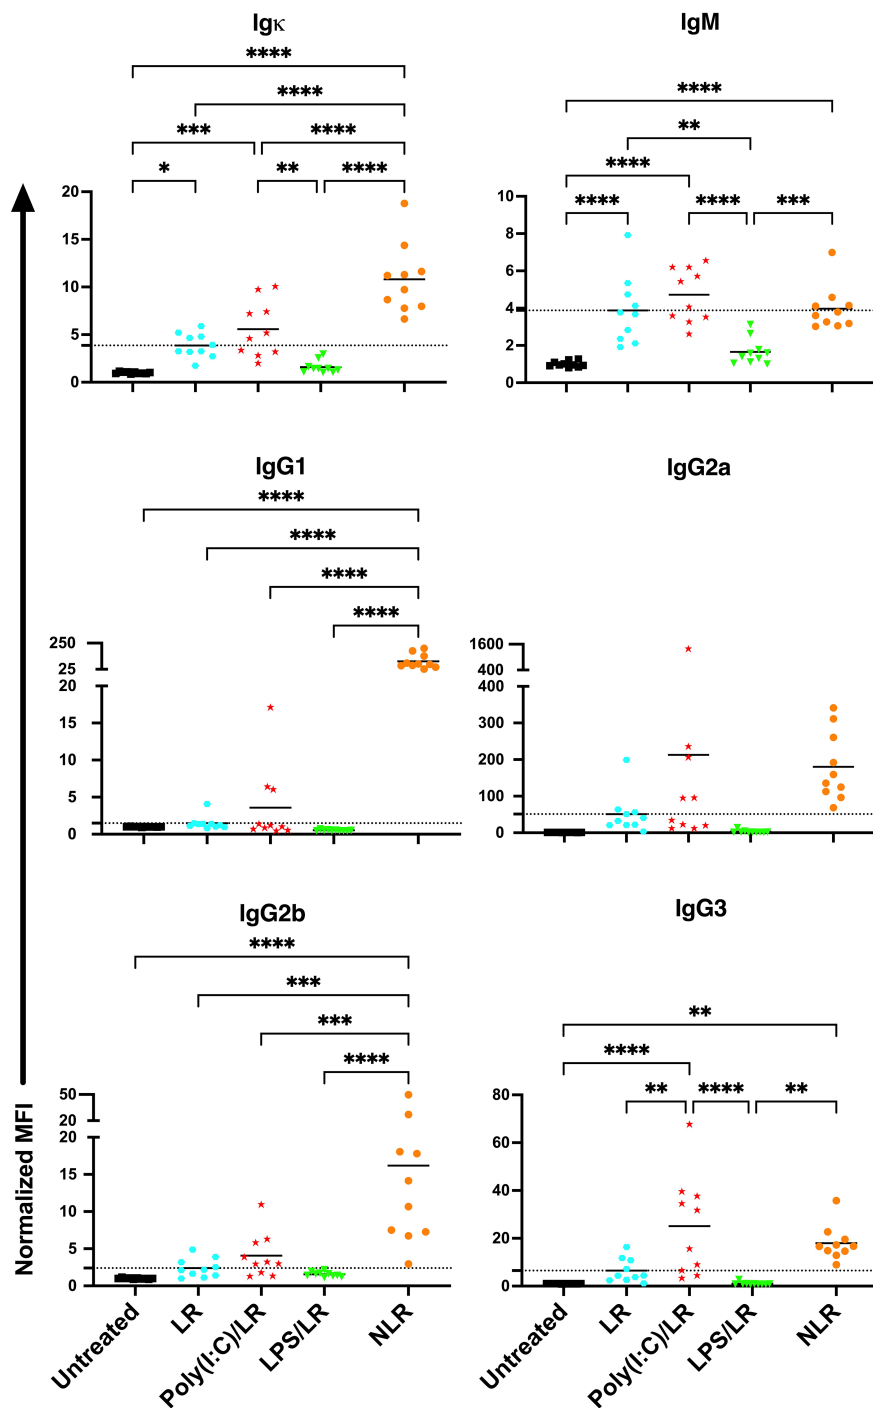 Igκ
****
****
*** ****
* ** ****
20
15
10
5
0
IgM
****
**
****
**** **** ***
10
8
6
4
2
0
IgG1
****
****
****
****
250
25
20
15
10
5
0
IgG2a
1600
400
400
300
200
100
0
IgG2b
****
***
***
****
50
20
20
15
10
5
0
IgG3
**
****
** **** **
80
60
40
20
0
Normalized MFI
Untreated
LR
Poly(I:C)/LR
LPS/LR
NLR
Untreated
LR
Poly(I:C)/LR
LPS/LR
NLR